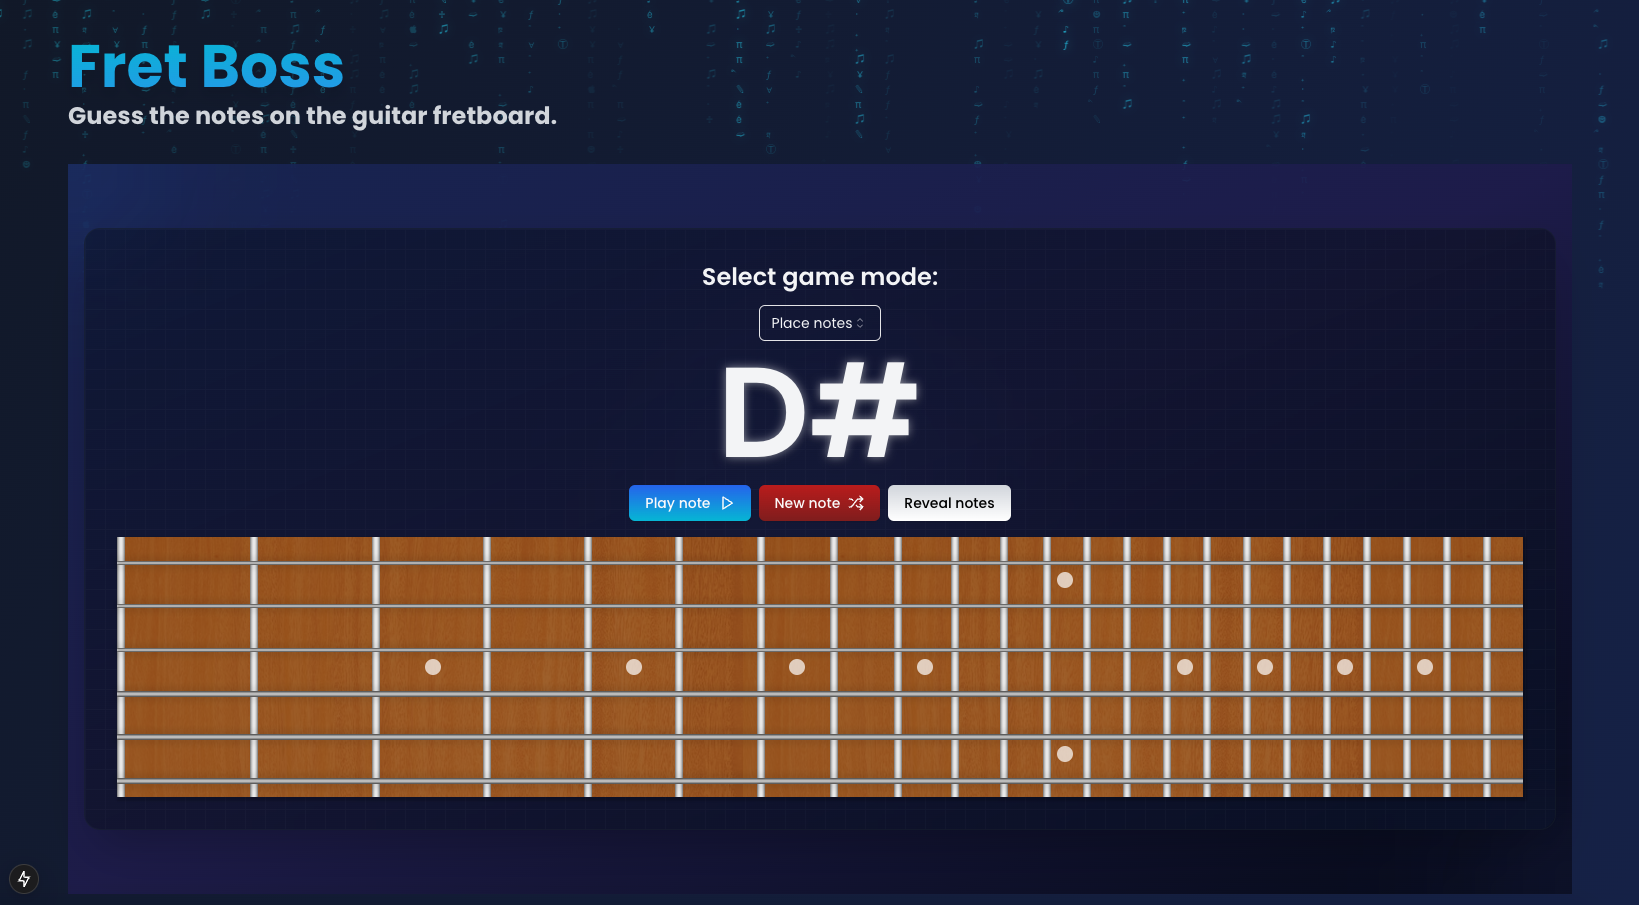 Fret Boss
Guess the notes on the guitar fretboard.
Select game mode:
Place notes
D#
Play note
New note
Reveal notes